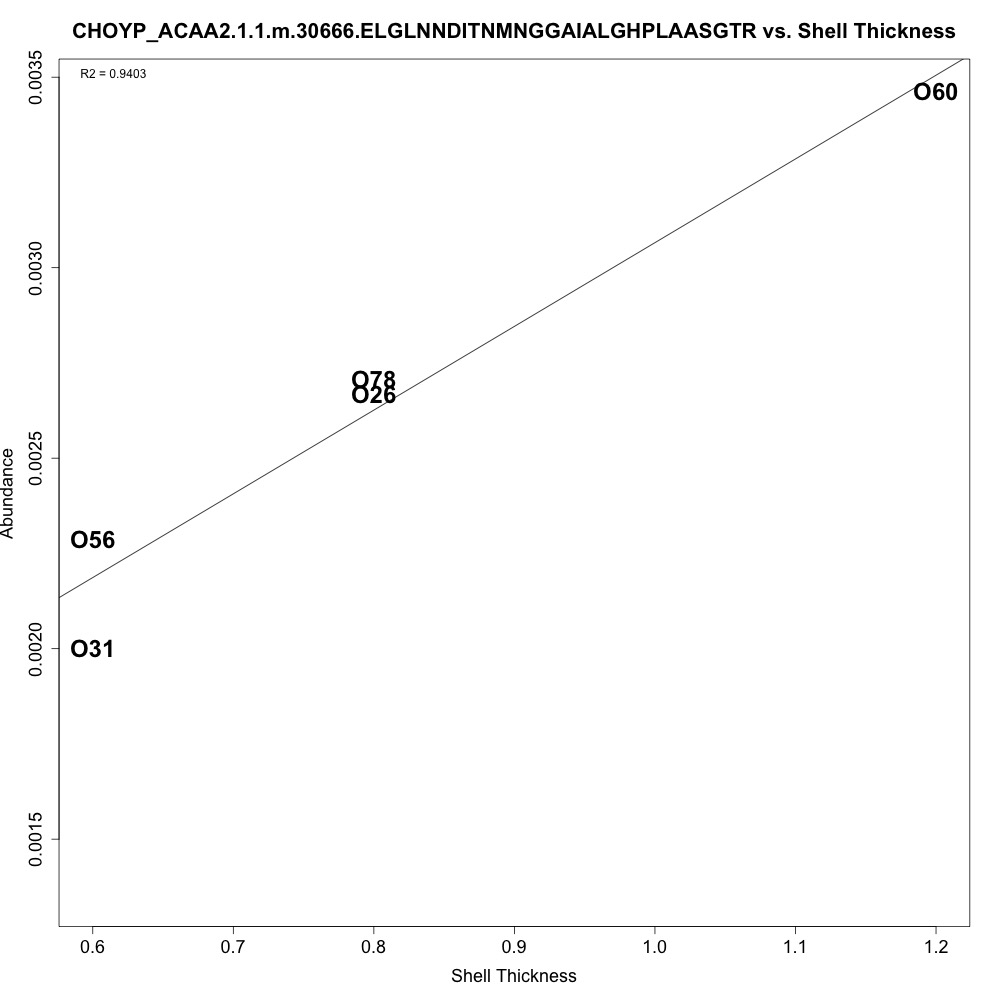 CHOYP_ACAA2.1.1.m.30666.ELGLNNDITNMNGGAIALGHPLAASGTR vs. Shell Thickness
R2 = 0.9403
0.0035
0.0030
0.0025
0.0020
0.0015
Abundance
O60
O78
O26
O56
O31
0.6 0.7 0.8 0.9 1.0 1.1 1.2
Shell Thickness